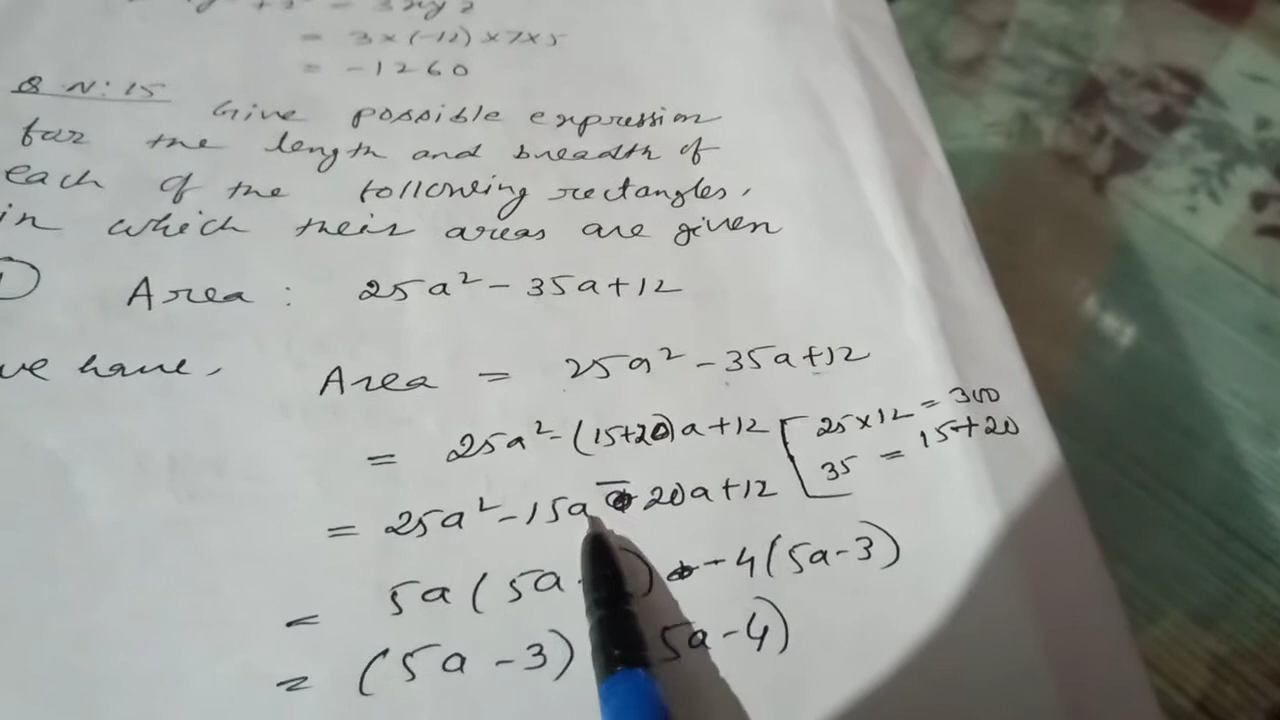 = 3×(-12)×7×5
= -1260
Q N: 15 Give possible expression
for the length and breadth of
each of the following rectangles,
in which their areas are given
Area : 25a² - 35a + 12
we have, Area = 25a² - 35a + 12
= 25a² - (15+20)a + 12 [ 25×12 = 300
35 = 15+20
= 25a² - 15a - 20a + 12
= 5a(5a ) - 4(5a-3)
= (5a - 3) 5a - 4)